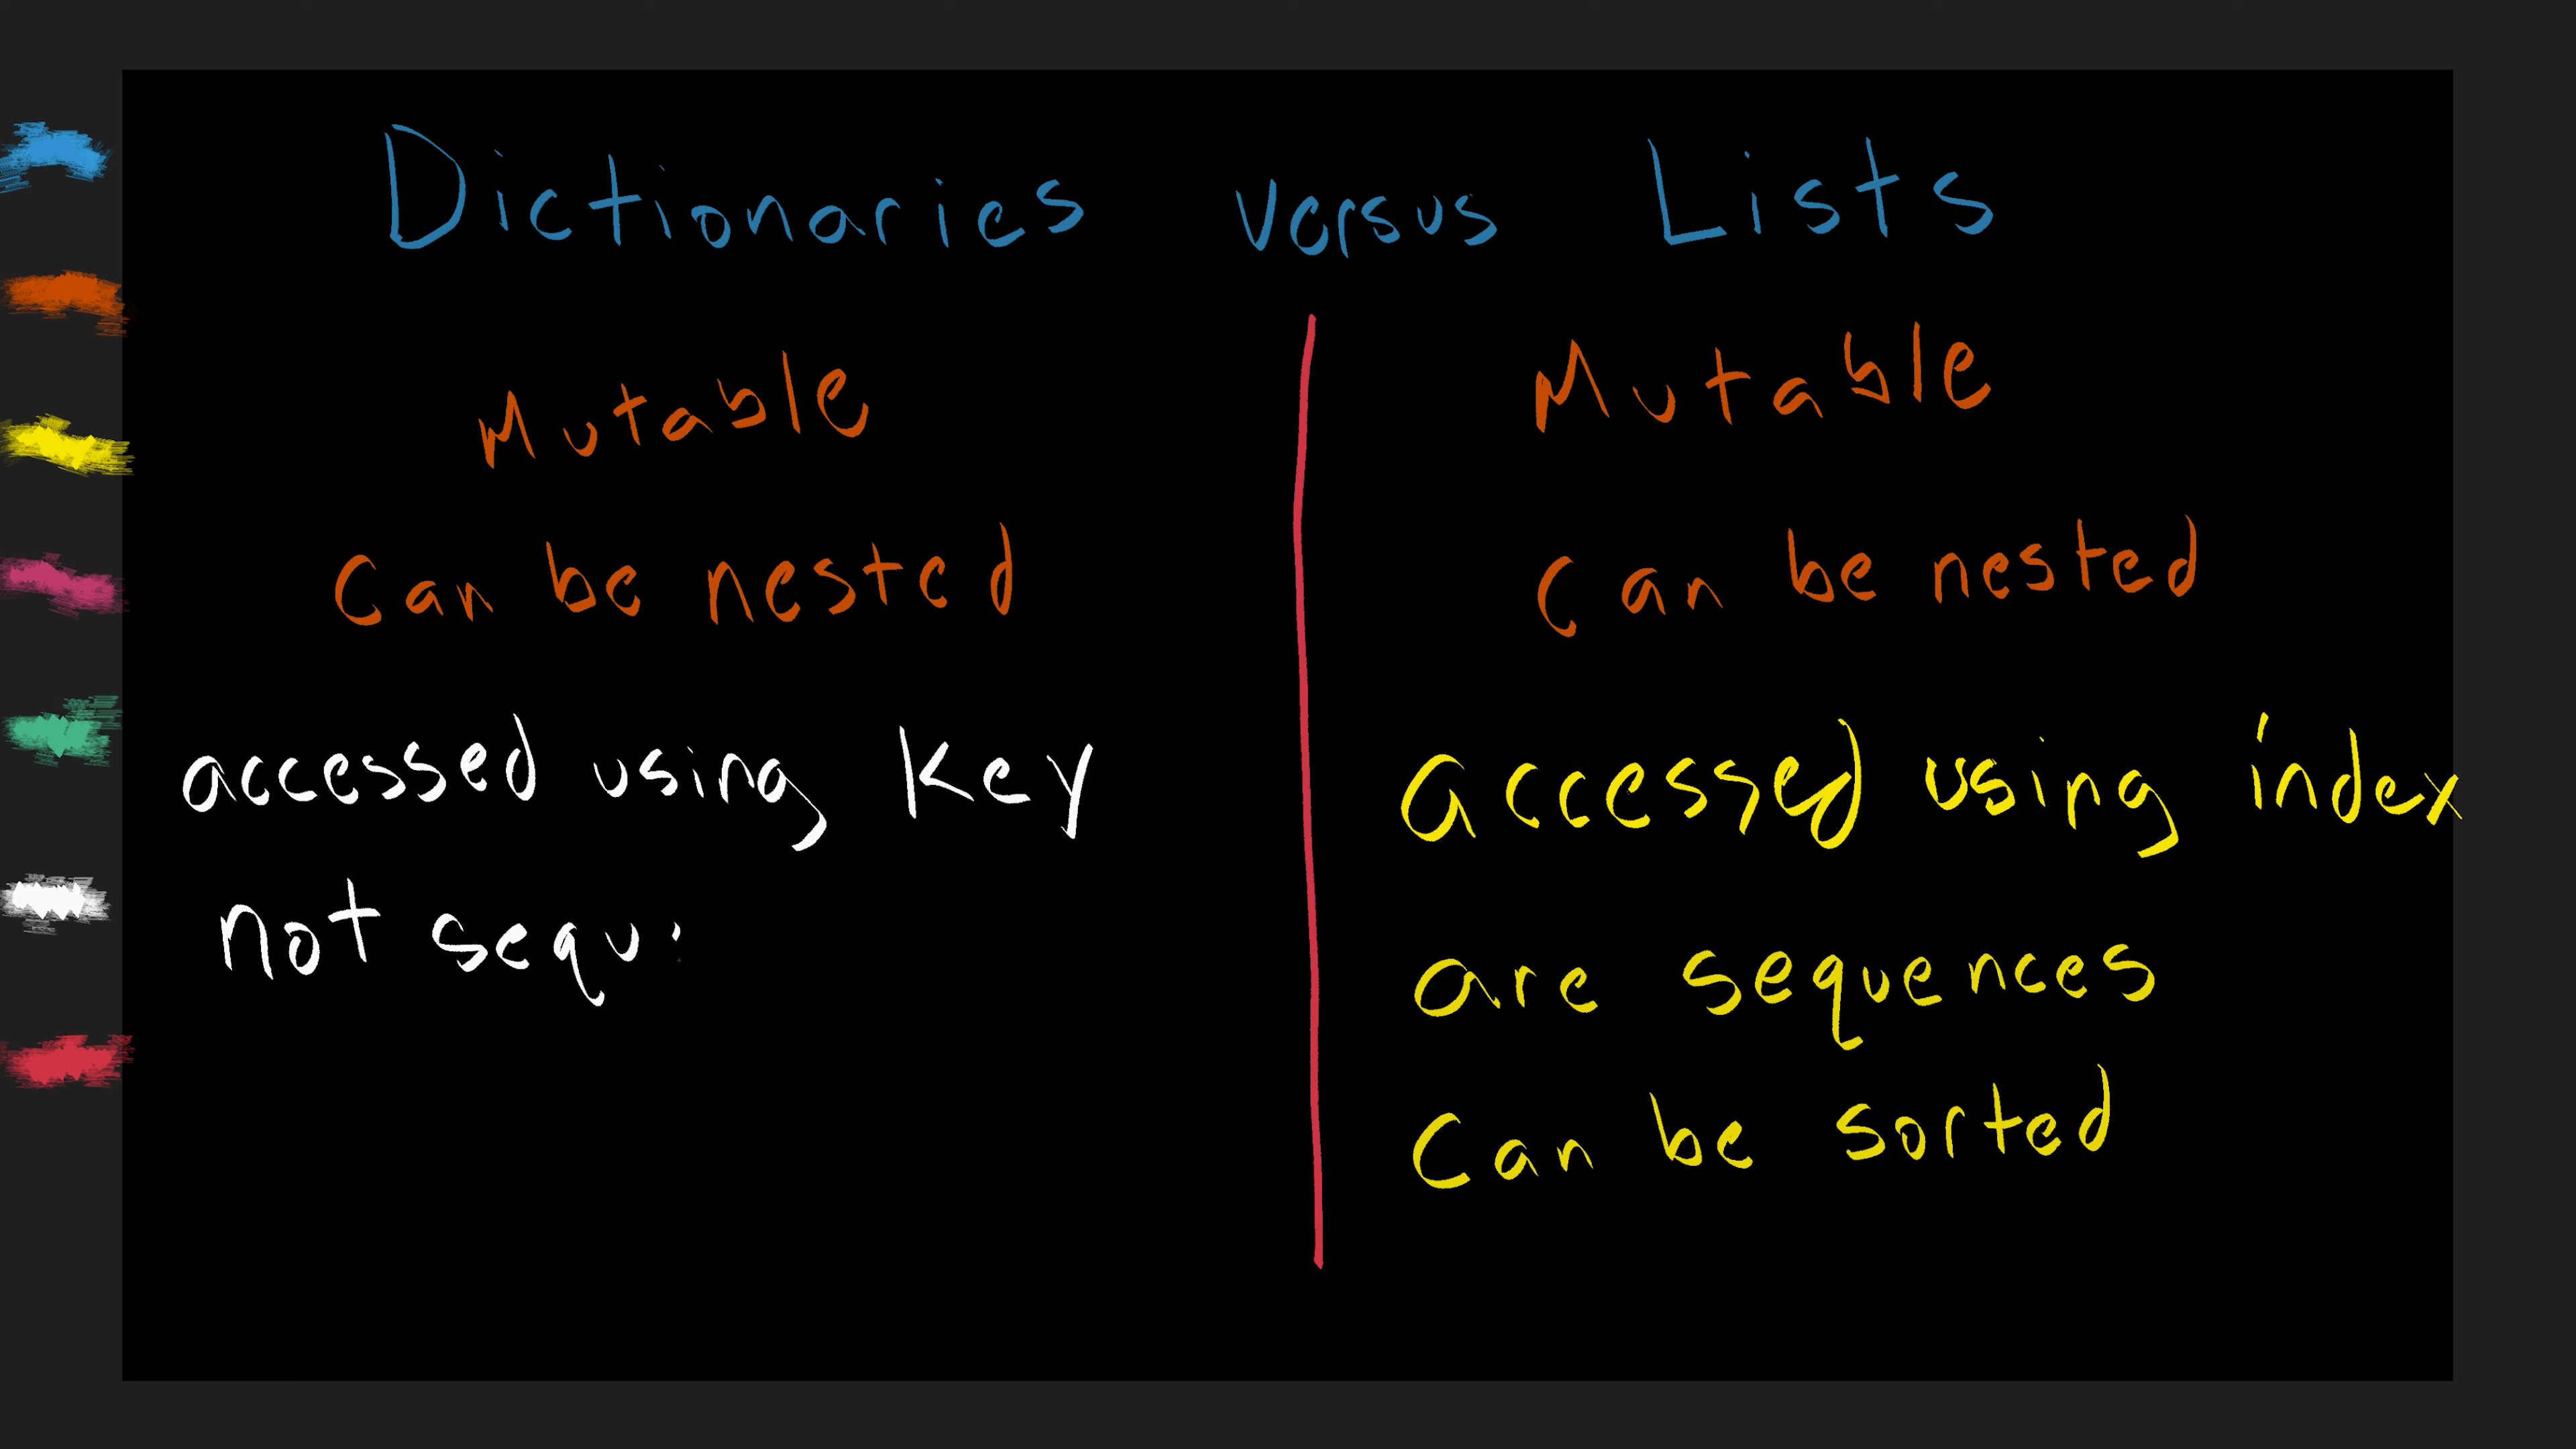 Dictionaries versus Lists
Mutable
Can be nested
accessed using key
not sequ
Mutable
Can be nested
accessed using index
are sequences
Can be sorted